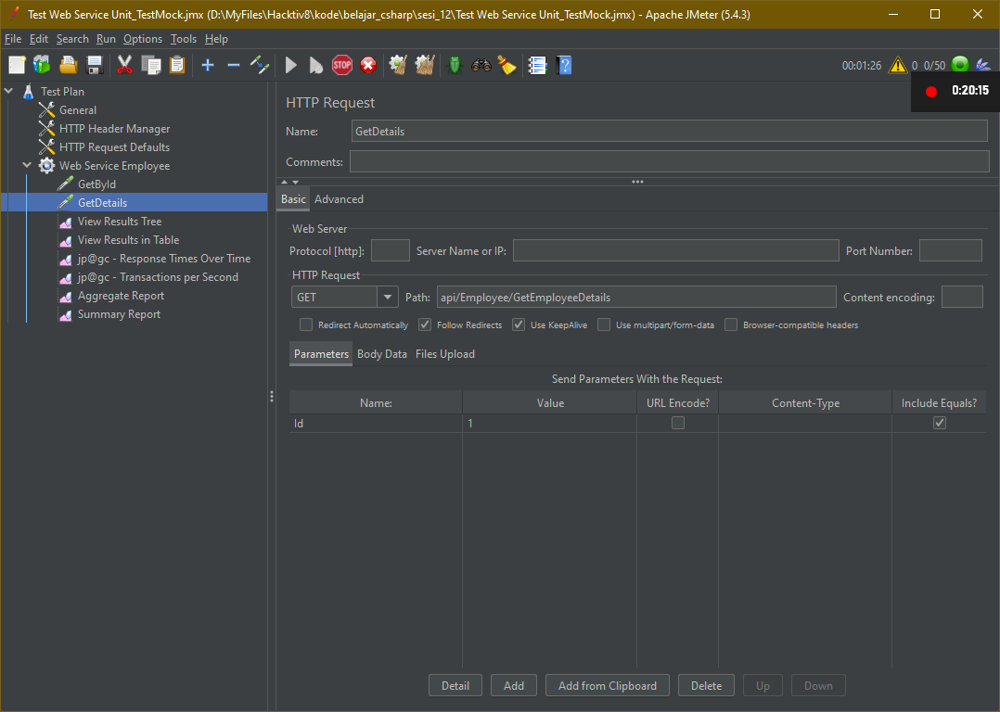 Test Web Service Unit_TestMock.jmx (D:\MyFiles\Hacktiv8\kode\belajar_csharp\sesi_12\Test Web Service Unit_TestMock.jmx) - Apache JMeter (5.4.3)
File Edit Search Run Options Tools Help
STOP 00:01:26 0 0/50
0:20:15
Test Plan
General
HTTP Header Manager
HTTP Request Defaults
Web Service Employee
GetById
GetDetails
View Results Tree
View Results in Table
jp@gc - Response Times Over Time
jp@gc - Transactions per Second
Aggregate Report
Summary Report
HTTP Request
Name: GetDetails
Comments:
Basic Advanced
Web Server
Protocol [http]: Server Name or IP: Port Number:
HTTP Request
GET Path: api/Employee/GetEmployeeDetails Content encoding:
Redirect Automatically Follow Redirects Use KeepAlive Use multipart/form-data Browser-compatible headers
Parameters Body Data Files Upload
Send Parameters With the Request:
Name: Value URL Encode? Content-Type Include Equals?
Id 1
Detail Add Add from Clipboard Delete Up Down